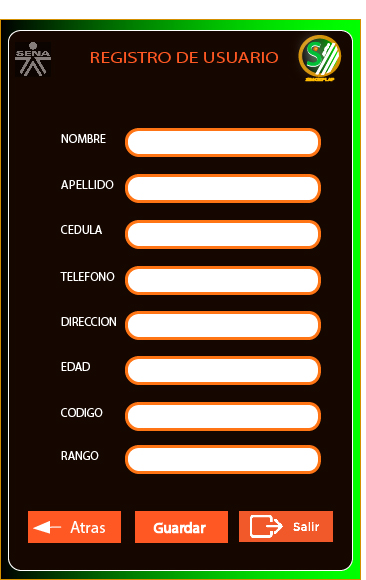 SENA
REGISTRO DE USUARIO
NOMBRE
APELLIDO
CEDULA
TELEFONO
DIRECCION
EDAD
CODIGO
RANGO
Atras
Guardar
Salir